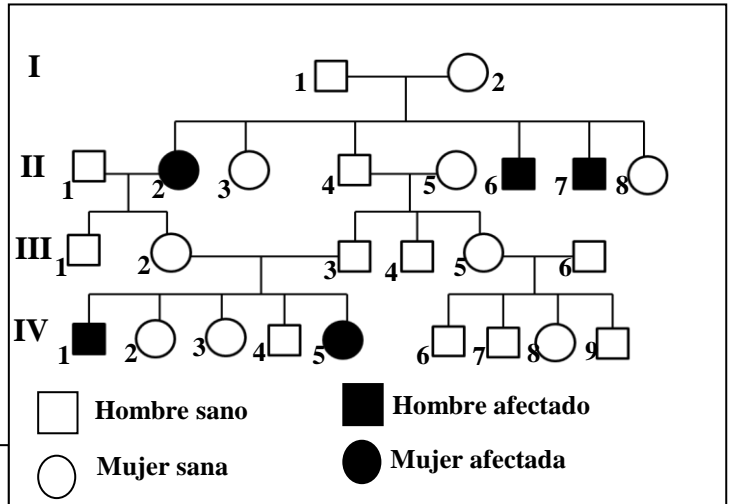 I
1 2
II
1 2 3 4 5 6 7 8
III
1 2 3 4 5 6
IV
1 2 3 4 5 6 7 8 9
Hombre sano
Hombre afectado
Mujer sana
Mujer afectada